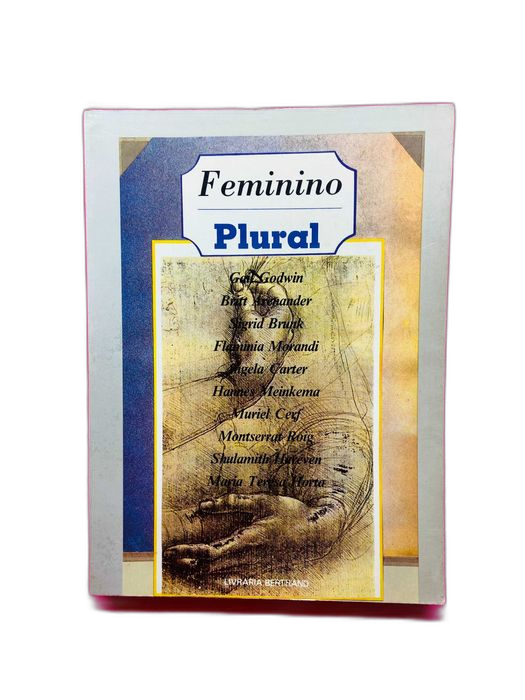 Feminino
Plural
Gail Godwin
Britt Arenander
Sigrid Brunk
Flaminia Morandi
Angela Carter
Hannes Meinkema
Muriel Cerf
Montserrat Roig
Shulamith Hareven
Maria Teresa Horta
LIVRARIA BERTRAND